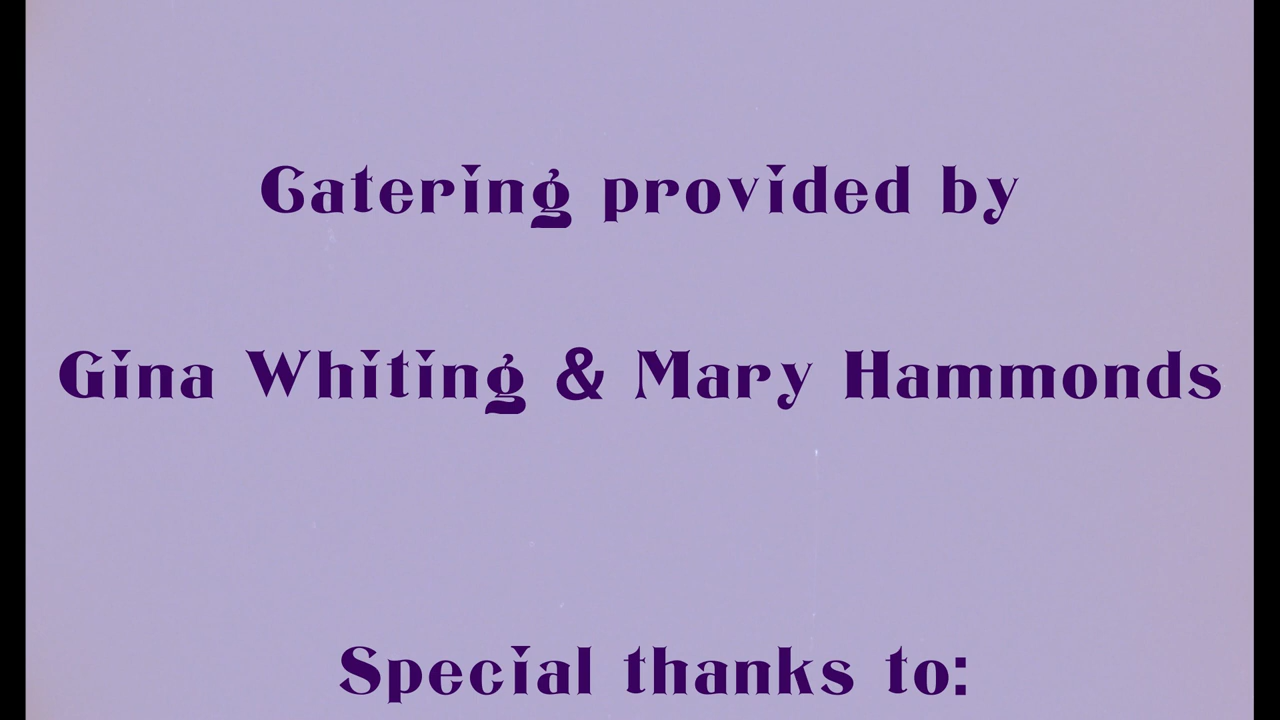 Catering provided by
Gina Whiting & Mary Hammonds
Special thanks to: